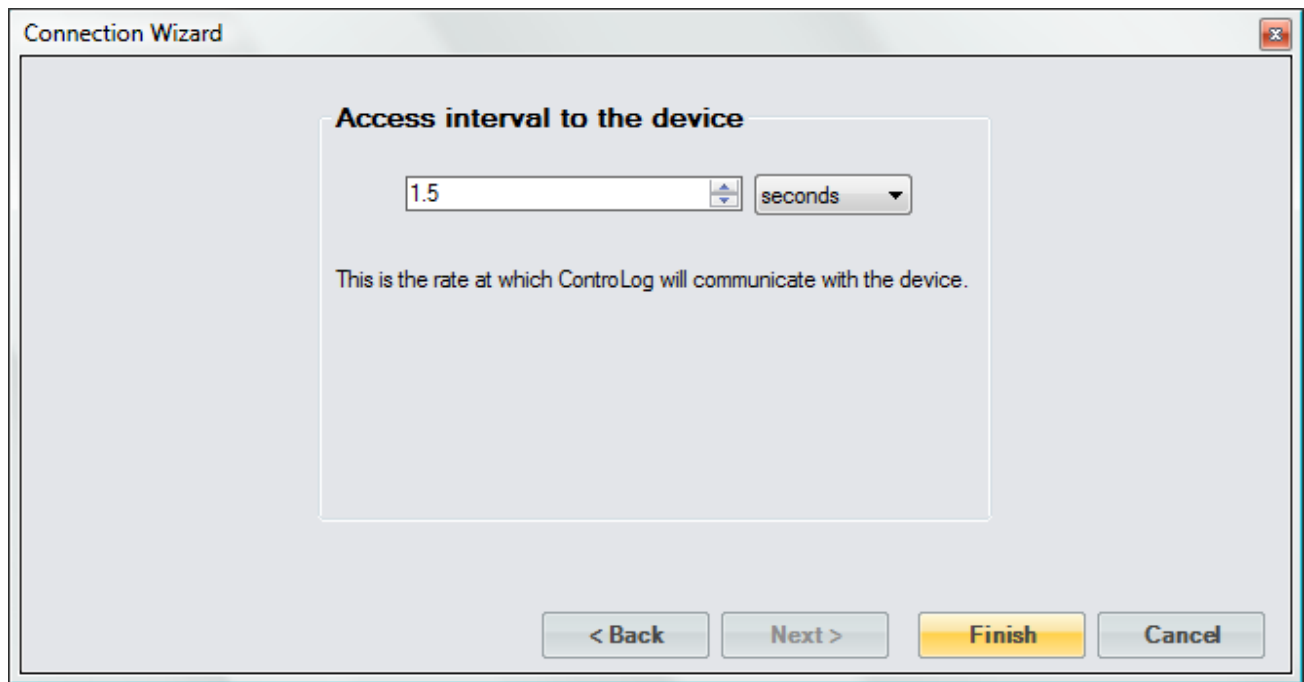 Connection Wizard
Access interval to the device
1.5
seconds
This is the rate at which ControLog will communicate with the device.
< Back
Next >
Finish
Cancel